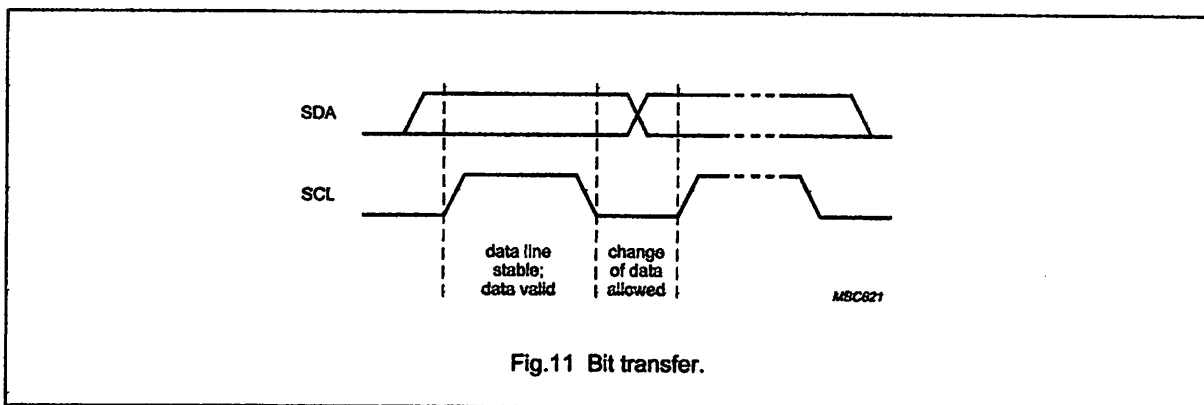 SDA
SCL
data line
stable;
data valid
change
of data
allowed
MSC621
Fig.11 Bit transfer.